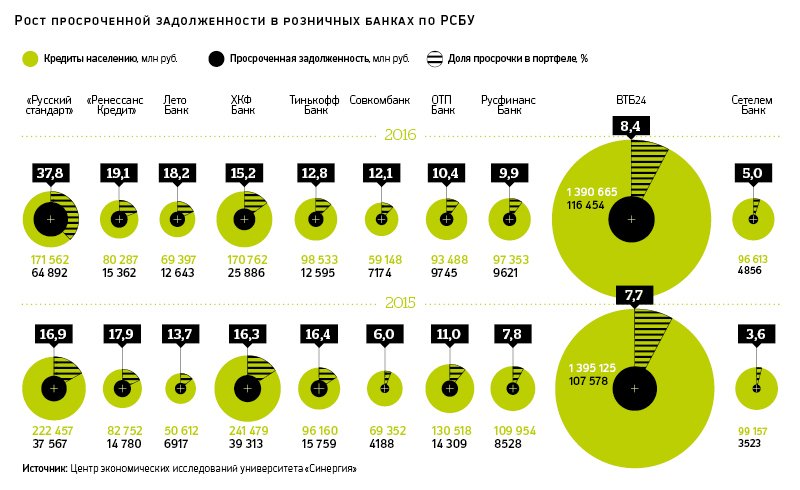 Рост просроченной задолженности в розничных банках по РСБУ
Кредиты населению, млн руб. Просроченная задолженность, млн руб. Доля просрочки в портфеле, %
«Русский стандарт» «Ренессанс Кредит» Лето Банк ХКФ Банк Тинькофф Банк Совкомбанк ОТП Банк Русфинанс Банк ВТБ24 Сетелем Банк
2016
37,8 19,1 18,2 15,2 12,8 12,1 10,4 9,9 8,4 5,0
1 390 665
116 454
171 562 80 287 69 397 170 762 98 533 59 148 93 488 97 353 96 613
64 892 15 362 12 643 25 886 12 595 7174 9745 9621 4856
2015
16,9 17,9 13,7 16,3 16,4 6,0 11,0 7,8 7,7 3,6
1 395 125
107 578
222 457 82 752 50 612 241 479 96 160 69 352 130 518 109 954 99 157
37 567 14 780 6917 39 313 15 759 4188 14 309 8528 3523
Источник: Центр экономических исследований университета «Синергия»